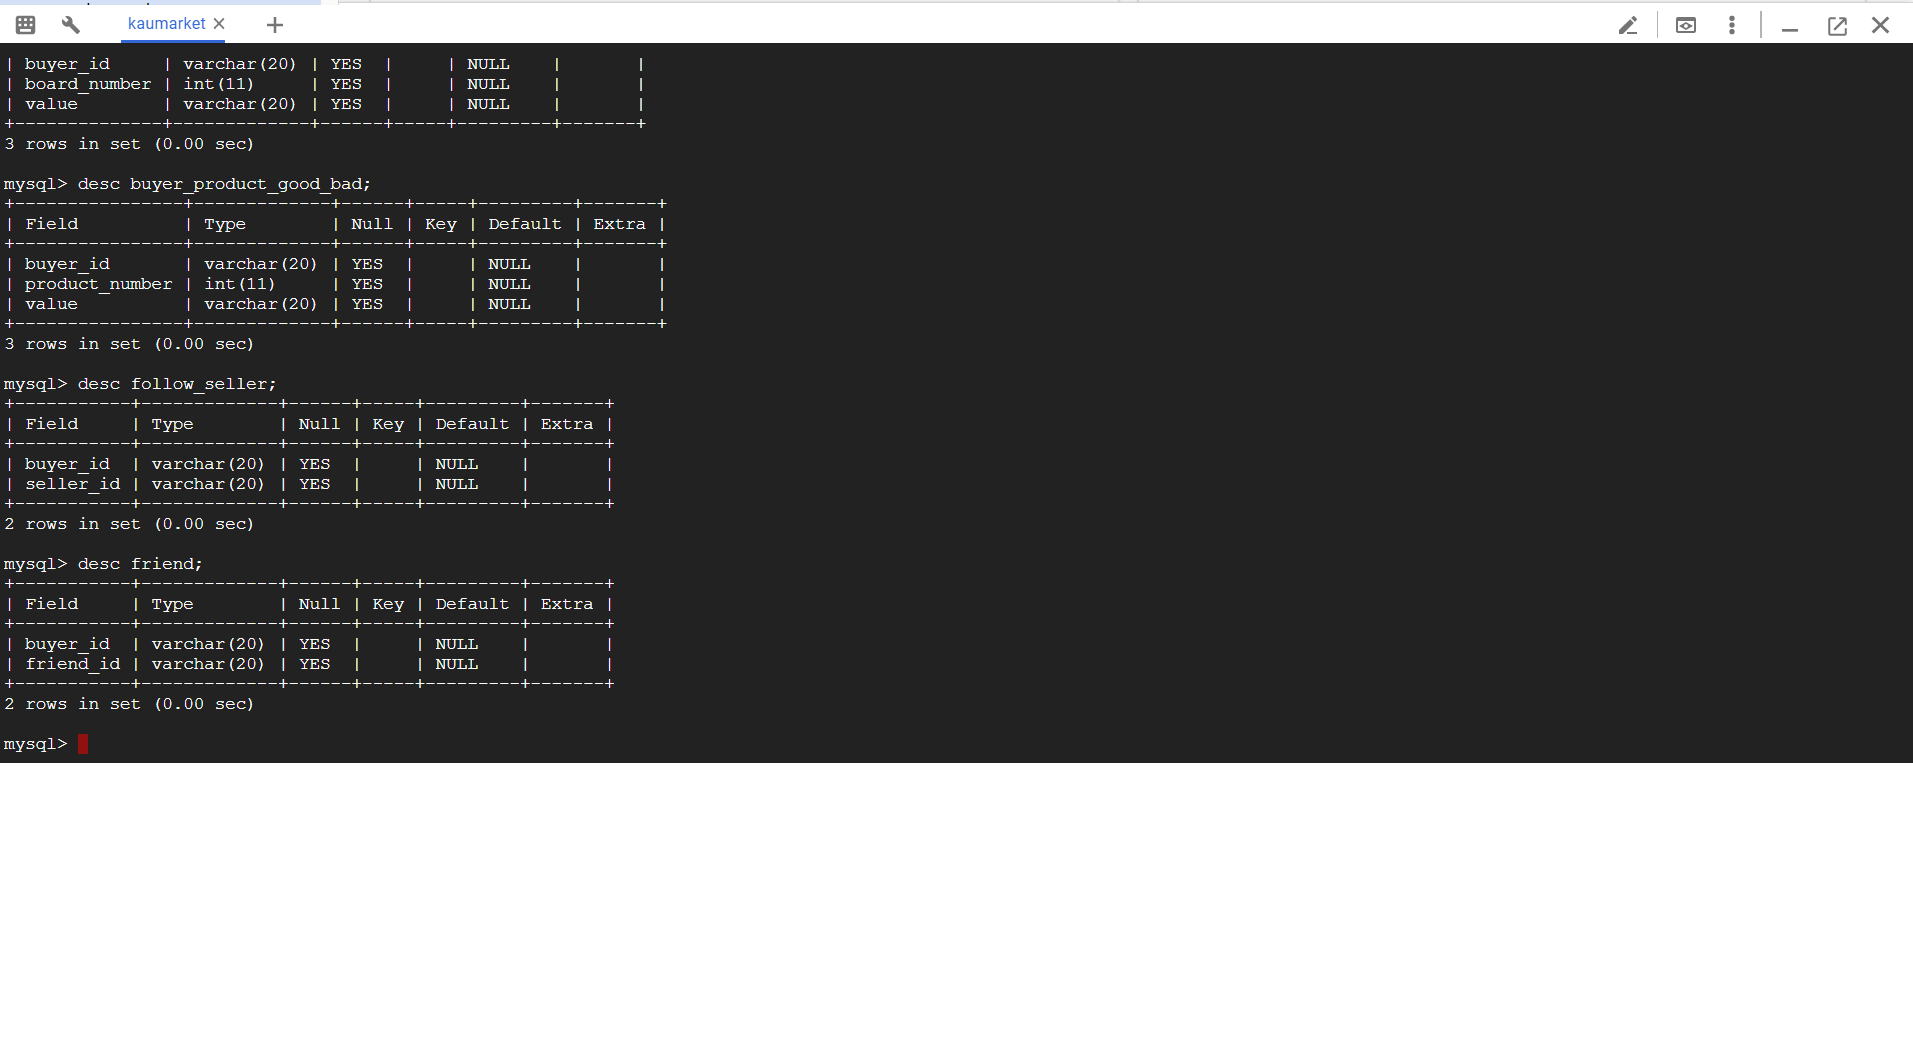 kaumarket
| buyer_id     | varchar(20) | YES  |     | NULL    |       |
| board_number | int(11)     | YES  |     | NULL    |       |
| value        | varchar(20) | YES  |     | NULL    |       |
+--------------+-------------+------+-----+---------+-------+
3 rows in set (0.00 sec)
mysql> desc buyer_product_good_bad;
+----------------+-------------+------+-----+---------+-------+
| Field          | Type        | Null | Key | Default | Extra |
+----------------+-------------+------+-----+---------+-------+
| buyer_id       | varchar(20) | YES  |     | NULL    |       |
| product_number | int(11)     | YES  |     | NULL    |       |
| value          | varchar(20) | YES  |     | NULL    |       |
+----------------+-------------+------+-----+---------+-------+
3 rows in set (0.00 sec)
mysql> desc follow_seller;
+-----------+-------------+------+-----+---------+-------+
| Field     | Type        | Null | Key | Default | Extra |
+-----------+-------------+------+-----+---------+-------+
| buyer_id  | varchar(20) | YES  |     | NULL    |       |
| seller_id | varchar(20) | YES  |     | NULL    |       |
+-----------+-------------+------+-----+---------+-------+
2 rows in set (0.00 sec)
mysql> desc friend;
+-----------+-------------+------+-----+---------+-------+
| Field     | Type        | Null | Key | Default | Extra |
+-----------+-------------+------+-----+---------+-------+
| buyer_id  | varchar(20) | YES  |     | NULL    |       |
| friend_id | varchar(20) | YES  |     | NULL    |       |
+-----------+-------------+------+-----+---------+-------+
2 rows in set (0.00 sec)
mysql>